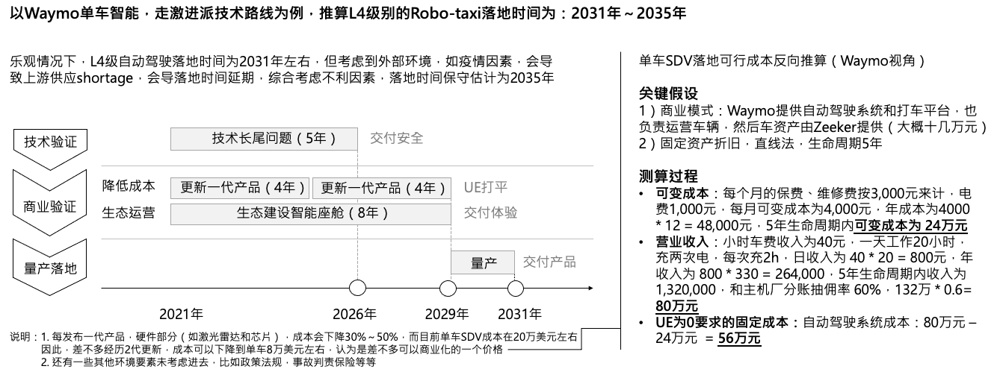 以Waymo单车智能，走激进派技术路线为例，推算L4级别的Robo-taxi落地时间为：2031年～2035年
乐观情况下，L4级自动驾驶落地时间为2031年左右，但考虑到外部环境，如疫情因素，会导
致上游供应shortage，会导落地时间延期，综合考虑不利因素，落地时间保守估计为2035年
技术验证
技术长尾问题（5年）
交付安全
商业验证
降低成本
更新一代产品（4年）
更新一代产品（4年）
UE打平
生态运营
生态建设智能座舱（8年）
交付体验
量产落地
量产
交付产品
2021年
2026年
2029年
2031年
说明：1. 每发布一代产品，硬件部分（如激光雷达和芯片），成本会下降30%～50%，而目前单车SDV成本在20万美元左右
因此，差不多经历2代更新，成本可以下降到单车8万美元左右，认为是差不多可以商业化的一个价格
2. 还有一些其他环境要素未考虑进去，比如政策法规，事故判责保险等等
单车SDV落地可行成本反向推算（Waymo视角）
关键假设
1）商业模式：Waymo提供自动驾驶系统和打车平台，也
负责运营车辆，然后车资产由Zeeker提供（大概十几万元）
2）固定资产折旧，直线法，生命周期5年
测算过程
• 可变成本：每个月的保费、维修费按3,000元来计，电
费1,000元，每月可变成本为4,000元，年成本为4000
* 12 = 48,000元，5年生命周期内可变成本为 24万元
• 营业收入：小时车费收入为40元，一天工作20小时，
充两次电，每次充2h，日收入为 40 * 20 = 800元，年
收入为 800 * 330 = 264,000，5年生命周期内收入为
1,320,000，和主机厂分账抽佣率 60%，132万 * 0.6=
80万元
• UE为0要求的固定成本：自动驾驶系统成本：80万元 –
24万元 = 56万元